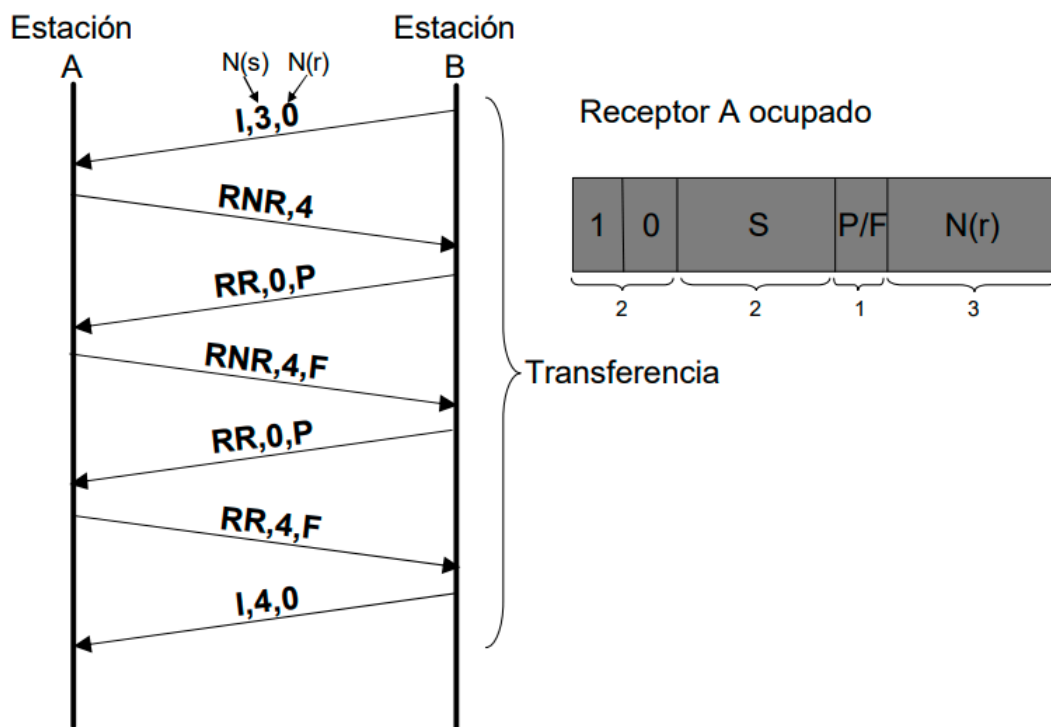 Estación
A
Estación
B
N(s) N(r)
I,3,0
RNR,4
RR,0,P
RNR,4,F
RR,0,P
RR,4,F
I,4,0
Transferencia
Receptor A ocupado
1 0 S P/F N(r)
2 2 1 3